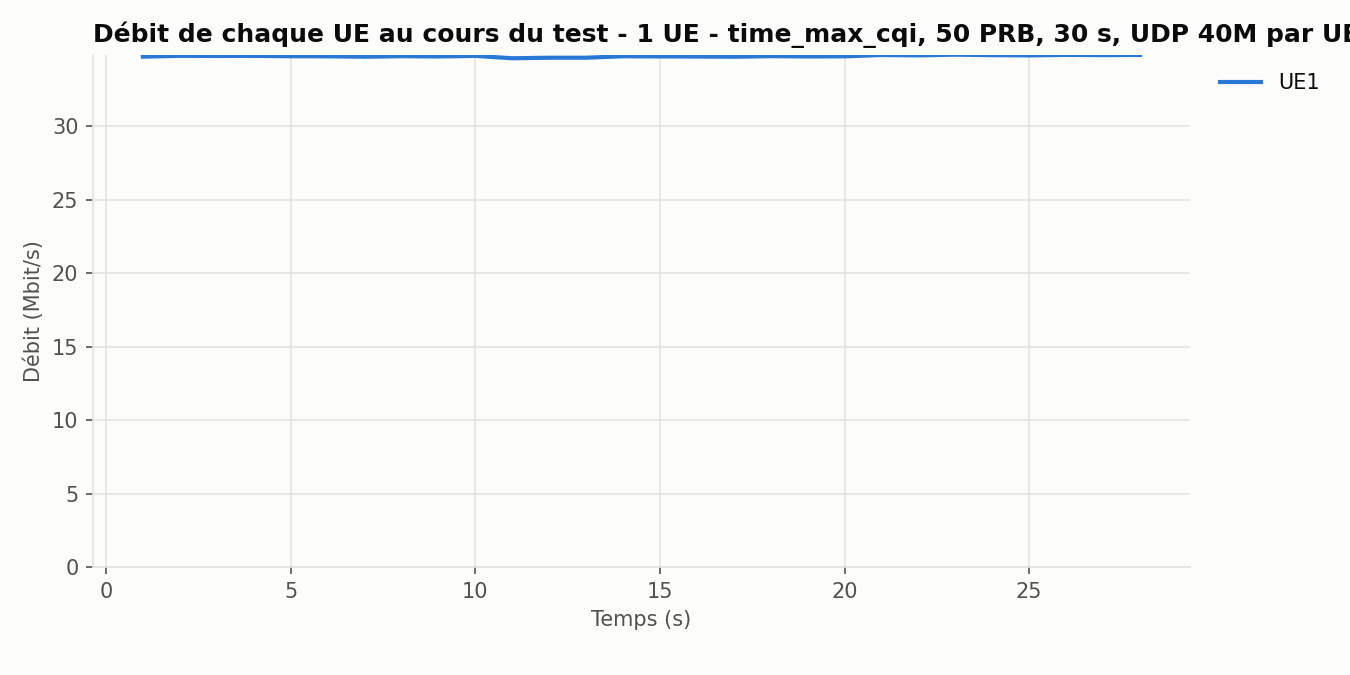 Débit de chaque UE au cours du test - 1 UE - time_max_cqi, 50 PRB, 30 s, UDP 40M par UE
UE1
30
25
20
15
10
5
0
Débit (Mbit/s)
0 5 10 15 20 25
Temps (s)